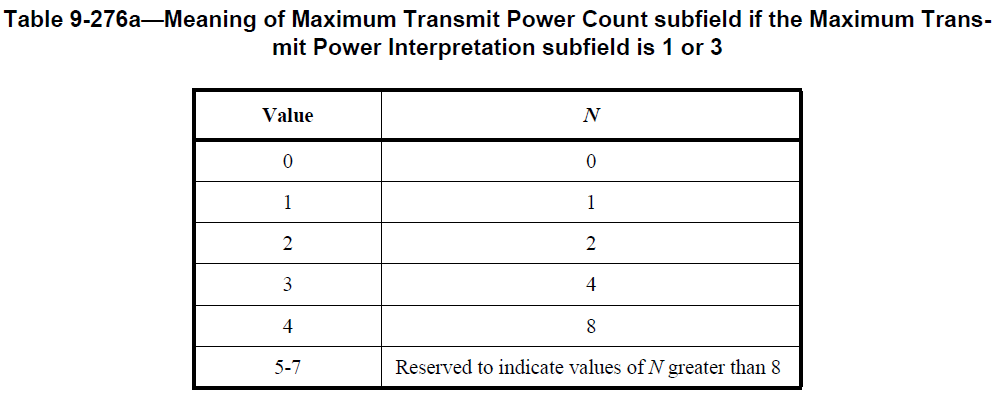 Table 9-276a—Meaning of Maximum Transmit Power Count subfield if the Maximum Trans-
mit Power Interpretation subfield is 1 or 3
Value N
0 0
1 1
2 2
3 4
4 8
5-7 Reserved to indicate values of N greater than 8